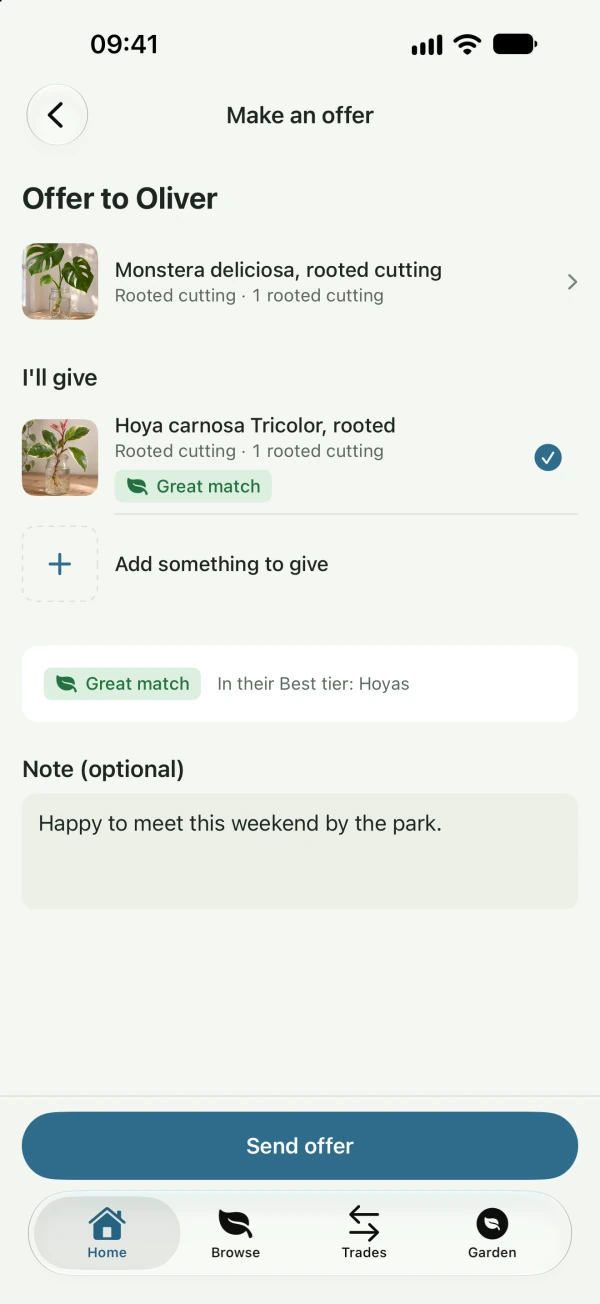 09:41
Make an offer
Offer to Oliver
Monstera deliciosa, rooted cutting
Rooted cutting · 1 rooted cutting
I'll give
Hoya carnosa Tricolor, rooted
Rooted cutting · 1 rooted cutting
Great match
Add something to give
Great match In their Best tier: Hoyas
Note (optional)
Happy to meet this weekend by the park.
Send offer
Home Browse Trades Garden